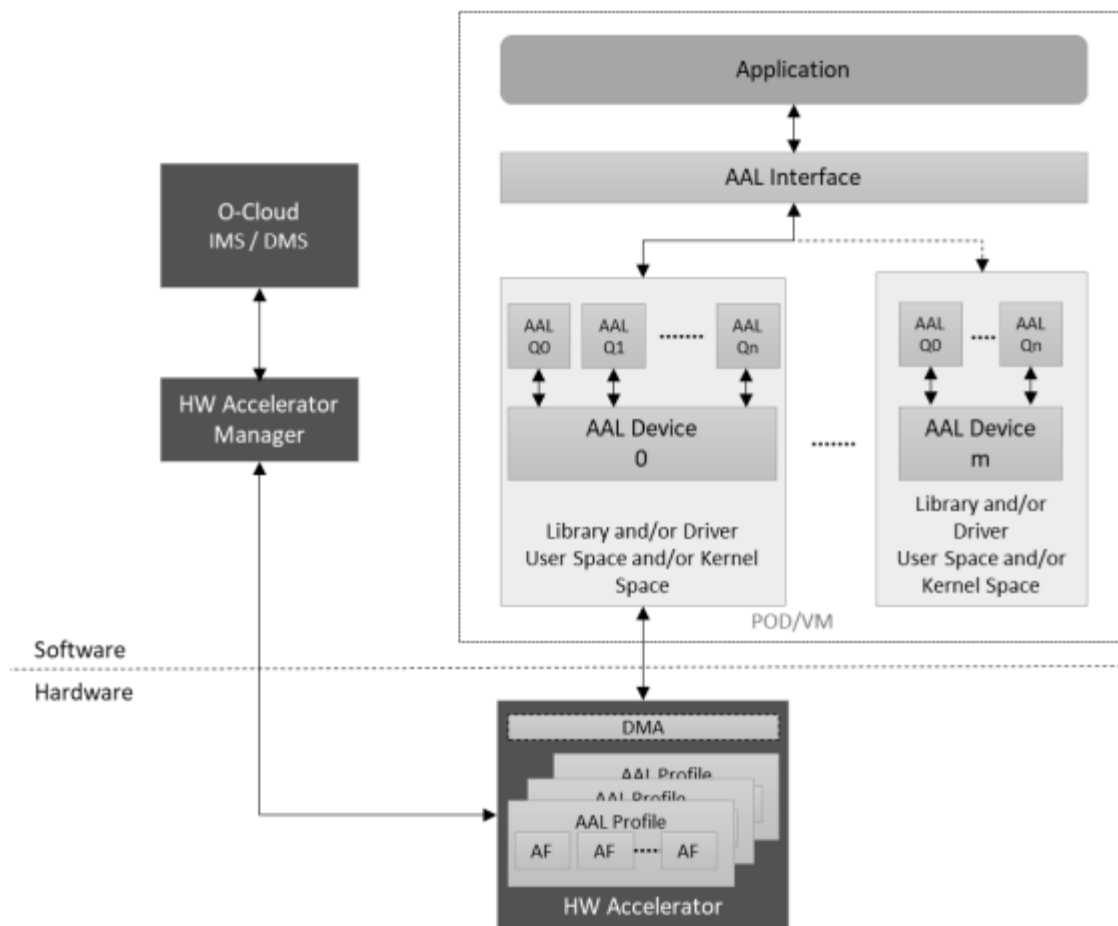 Application
AAL Interface
O-Cloud
IMS / DMS
HW Accelerator
Manager
AAL
Q0
AAL
Q1
AAL
Qn
AAL Device
0
Library and/or Driver
User Space and/or Kernel
Space
AAL
Q0
AAL
Qn
AAL Device
m
Library and/or
Driver
User Space and/or
Kernel Space
POD/VM
Software
Hardware
DMA
AAL Profile
AAL Profile
AAL Profile
AF
AF
AF
HW Accelerator